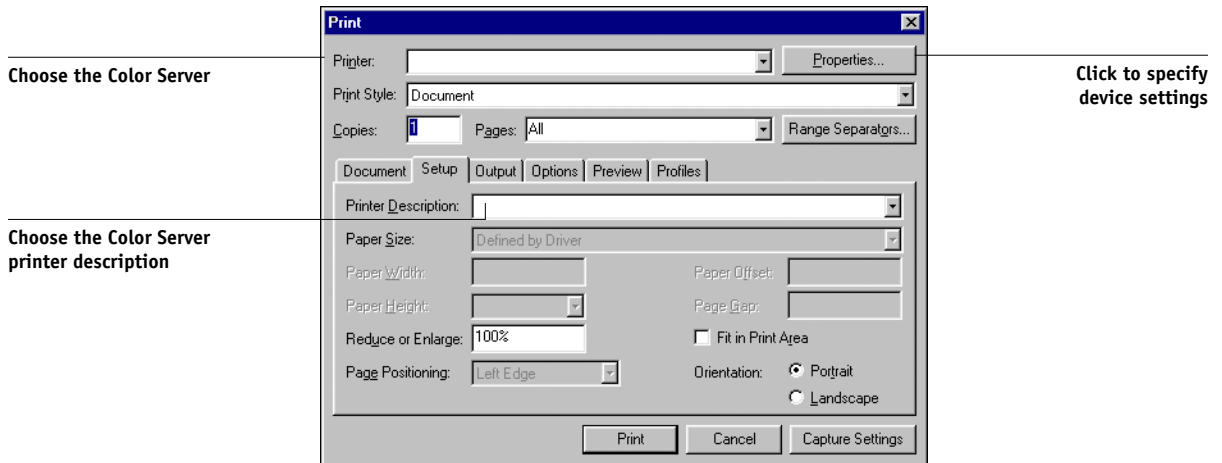 Print
Choose the Color Server
Printer:
Properties...
Click to specify
device settings
Print Style: Document
Copies: 1 Pages: All Range Separators...
Document Setup Output Options Preview Profiles
Printer Description:
Choose the Color Server
printer description
Paper Size: Defined by Driver
Paper Width: Paper Offset:
Paper Height: Page Gap:
Reduce or Enlarge: 100% Fit in Print Area
Page Positioning: Left Edge Orientation: Portrait
Landscape
Print Cancel Capture Settings